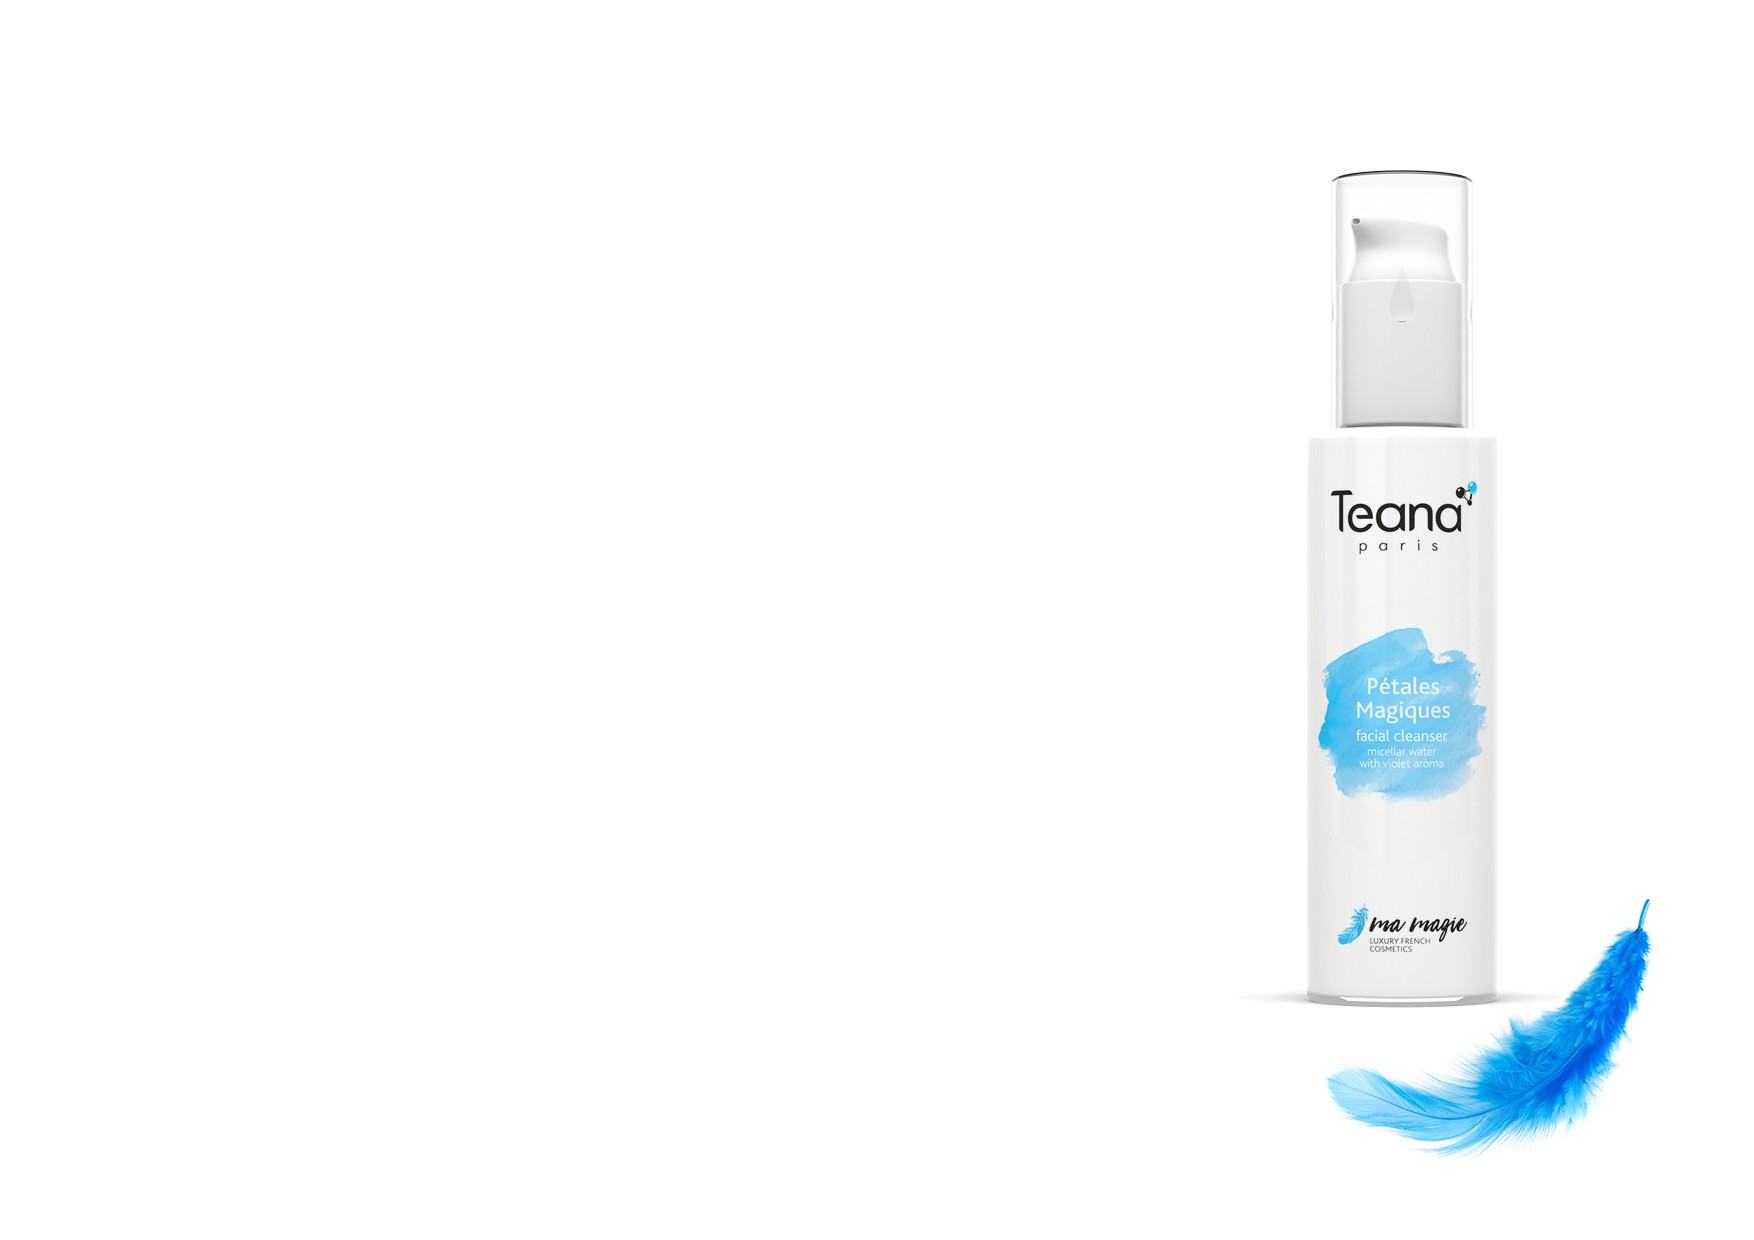 Teana
paris
Pétales
Magiques
facial cleanser
micellar water
with violet aroma
ma magie
LUXURY FRENCH
COSMETICS